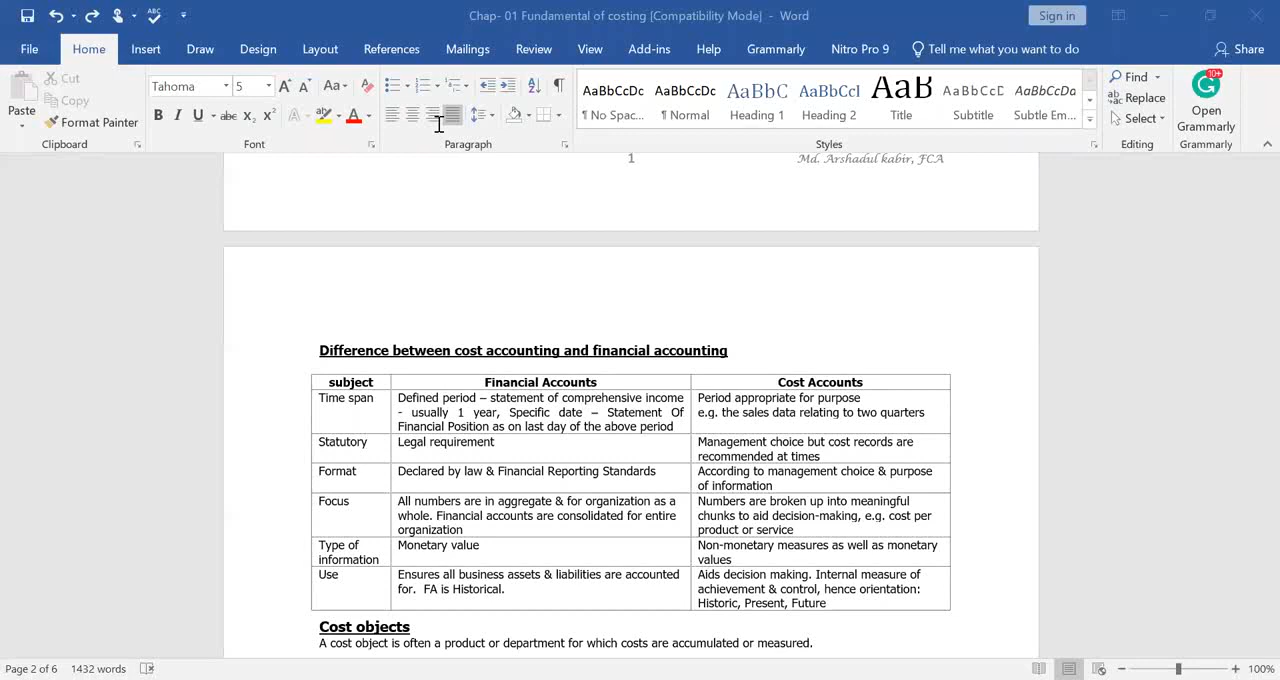 Chap- 01 Fundamental of costing [Compatibility Mode] - Word
Sign in
File Home Insert Draw Design Layout References Mailings Review View Add-ins Help Grammarly Nitro Pro 9 Tell me what you want to do Share
Paste
Cut
Copy
Format Painter
Clipboard
Tahoma 5
Font
Paragraph
AaBbCcDc AaBbCcDc AaBbC AaBbCcI AaB AaBbCcD AaBbCcDa
¶ No Spac... ¶ Normal Heading 1 Heading 2 Title Subtitle Subtle Em...
Styles
Find
Replace
Select
Editing
10+
Open
Grammarly
Grammarly
1 Md. Arshadul kabir, FCA
Difference between cost accounting and financial accounting
subject Financial Accounts Cost Accounts
Time span
Defined period – statement of comprehensive income
- usually 1 year, Specific date – Statement Of
Financial Position as on last day of the above period
Period appropriate for purpose
e.g. the sales data relating to two quarters
Statutory
Legal requirement
Management choice but cost records are
recommended at times
Format
Declared by law & Financial Reporting Standards
According to management choice & purpose
of information
Focus
All numbers are in aggregate & for organization as a
whole. Financial accounts are consolidated for entire
organization
Numbers are broken up into meaningful
chunks to aid decision-making, e.g. cost per
product or service
Type of
information
Monetary value
Non-monetary measures as well as monetary
values
Use
Ensures all business assets & liabilities are accounted
for. FA is Historical.
Aids decision making. Internal measure of
achievement & control, hence orientation:
Historic, Present, Future
Cost objects
A cost object is often a product or department for which costs are accumulated or measured.
Page 2 of 6 1432 words 100%